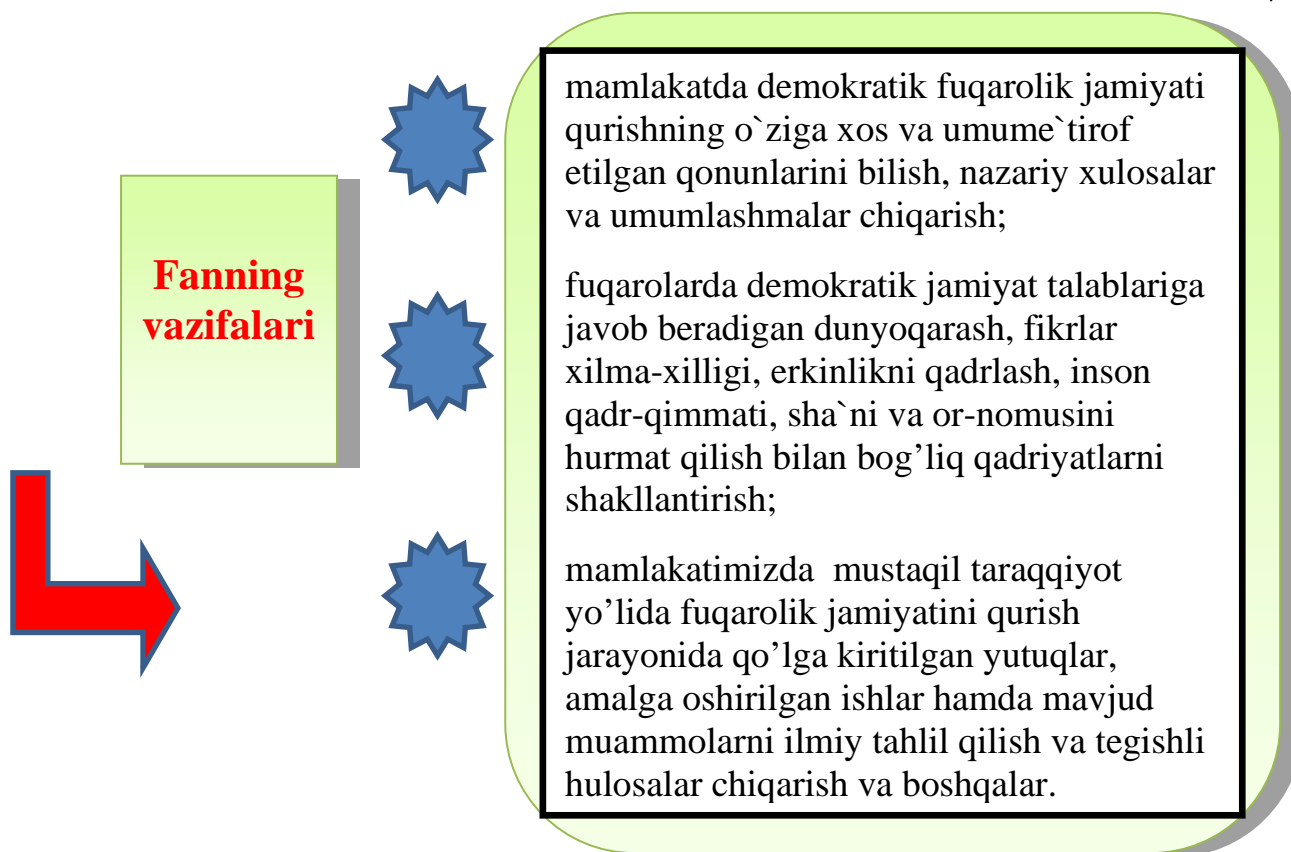 Fanning
vazifalari
mamlakatda demokratik fuqarolik jamiyati
qurishning o`ziga xos va umume`tirof
etilgan qonunlarini bilish, nazariy xulosalar
va umumlashmalar chiqarish;
fuqarolarda demokratik jamiyat talablariga
javob beradigan dunyoqarash, fikrlar
xilma-xilligi, erkinlikni qadrlash, inson
qadr-qimmati, sha`ni va or-nomusini
hurmat qilish bilan bog’liq qadriyatlarni
shakllantirish;
mamlakatimizda  mustaqil taraqqiyot
yo’lida fuqarolik jamiyatini qurish
jarayonida qo’lga kiritilgan yutuqlar,
amalga oshirilgan ishlar hamda mavjud
muammolarni ilmiy tahlil qilish va tegishli
hulosalar chiqarish va boshqalar.